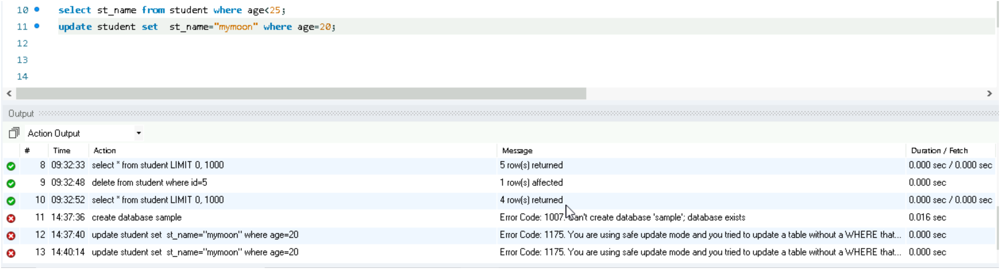 10 select st_name from student where age<25;
11 update student set  st_name="mymoon" where age=20;
12
13
14
Output
Action Output
# Time Action Message Duration / Fetch
8 09:32:33 select * from student LIMIT 0, 1000 5 row(s) returned 0.000 sec / 0.000 sec
9 09:32:48 delete from student where id=5 1 row(s) affected 0.000 sec
10 09:32:52 select * from student LIMIT 0, 1000 4 row(s) returned 0.000 sec / 0.000 sec
11 14:37:36 create database sample Error Code: 1007. Can't create database 'sample'; database exists 0.016 sec
12 14:37:40 update student set  st_name="mymoon" where age=20 Error Code: 1175. You are using safe update mode and you tried to update a table without a WHERE that... 0.000 sec
13 14:40:14 update student set  st_name="mymoon" where age=20 Error Code: 1175. You are using safe update mode and you tried to update a table without a WHERE that... 0.000 sec